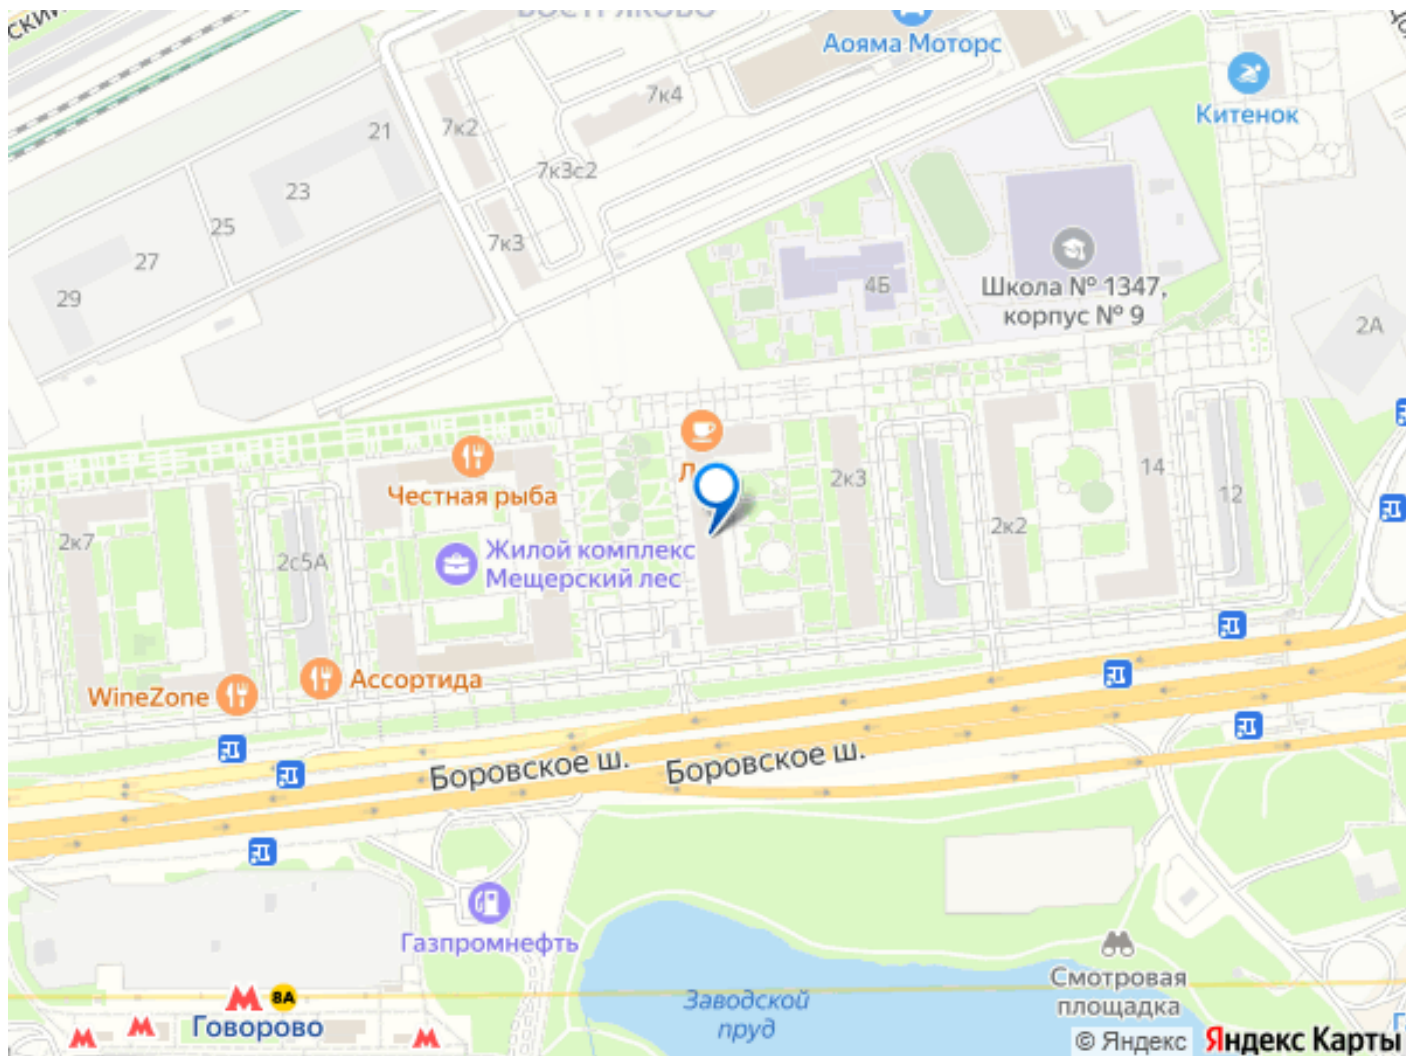 Аояма Моторс
Китенок
7к4
21
7к2
7к3с2
23
25
7к3
27
29
4Б
Школа № 1347,
корпус № 9
2А
Честная рыба
2к3
14
12
2к2
2к7
2с5А
Жилой комплекс
Мещерский лес
WineZone
Ассортида
Боровское ш.
Боровское ш.
Газпромнефть
Смотровая
площадка
Заводской
пруд
8А
Говорово
© Яндекс
Яндекс Карты